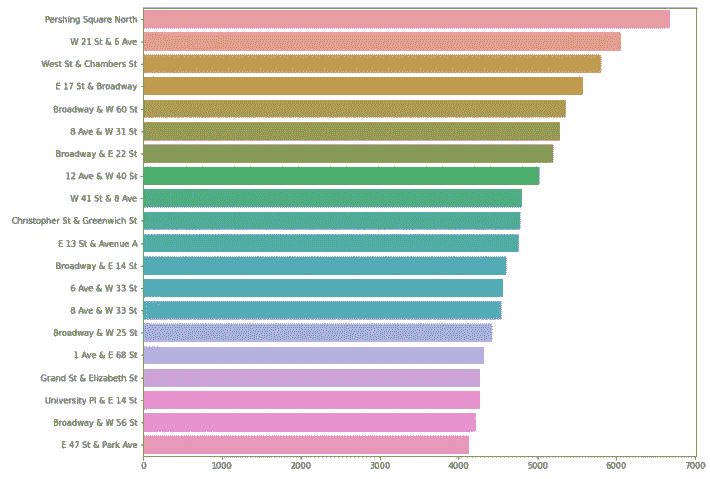 Pershing Square North
W 21 St & 6 Ave
West St & Chambers St
E 17 St & Broadway
Broadway & W 60 St
8 Ave & W 31 St
Broadway & E 22 St
12 Ave & W 40 St
W 41 St & 8 Ave
Christopher St & Greenwich St
E 13 St & Avenue A
Broadway & E 14 St
6 Ave & W 33 St
8 Ave & W 33 St
Broadway & W 25 St
1 Ave & E 68 St
Grand St & Elizabeth St
University Pl & E 14 St
Broadway & W 56 St
E 47 St & Park Ave
0 1000 2000 3000 4000 5000 6000 7000